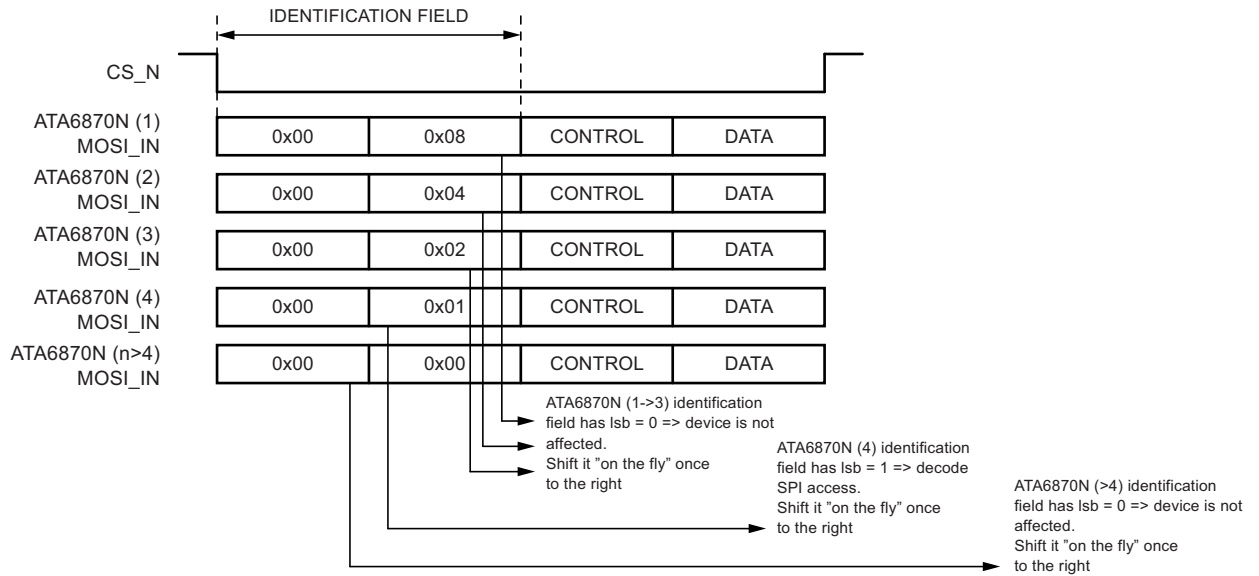 IDENTIFICATION FIELD
CS_N
ATA6870N (1)
MOSI_IN
0x00 0x08 CONTROL DATA
ATA6870N (2)
MOSI_IN
0x00 0x04 CONTROL DATA
ATA6870N (3)
MOSI_IN
0x00 0x02 CONTROL DATA
ATA6870N (4)
MOSI_IN
0x00 0x01 CONTROL DATA
ATA6870N (n>4)
MOSI_IN
0x00 0x00 CONTROL DATA
ATA6870N (1->3) identification
field has lsb = 0 => device is not
affected.
Shift it "on the fly" once
to the right
ATA6870N (4) identification
field has lsb = 1 => decode
SPI access.
Shift it "on the fly" once
to the right
ATA6870N (>4) identification
field has lsb = 0 => device is not
affected.
Shift it "on the fly" once
to the right